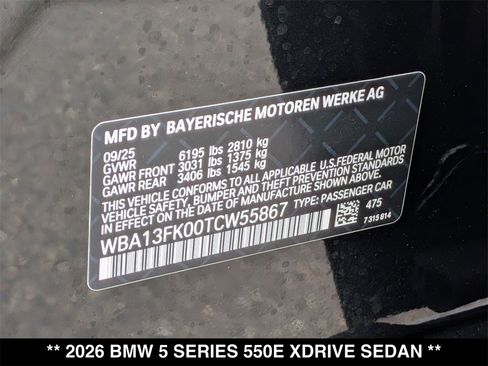 MFD BY BAYERISCHE MOTOREN WERKE AG
09/25
GVWR 6195 lbs 2810 kg
GAWR FRONT 3031 lbs 1375 kg
GAWR REAR 3406 lbs 1545 kg
THIS VEHICLE CONFORMS TO ALL APPLICABLE U.S. FEDERAL MOTOR
VEHICLE SAFETY, BUMPER, AND THEFT PREVENTION STANDARDS IN
EFFECT ON THE DATE OF MANUFACTURE SHOWN ABOVE.
WBA13FK00TCW55867 TYPE: PASSENGER CAR
475
7 315 814
** 2026 BMW 5 SERIES 550E XDRIVE SEDAN **